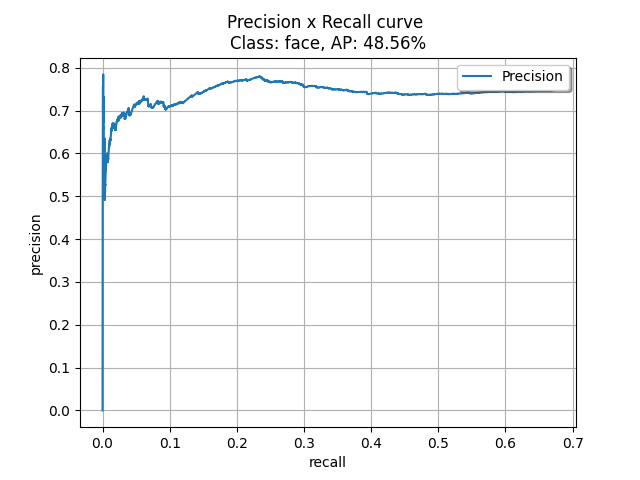 Precision x Recall curve
Class: face, AP: 48.56%
Precision
0.8
0.7
0.6
0.5
0.4
0.3
0.2
0.1
0.0
precision
0.0 0.1 0.2 0.3 0.4 0.5 0.6 0.7
recall